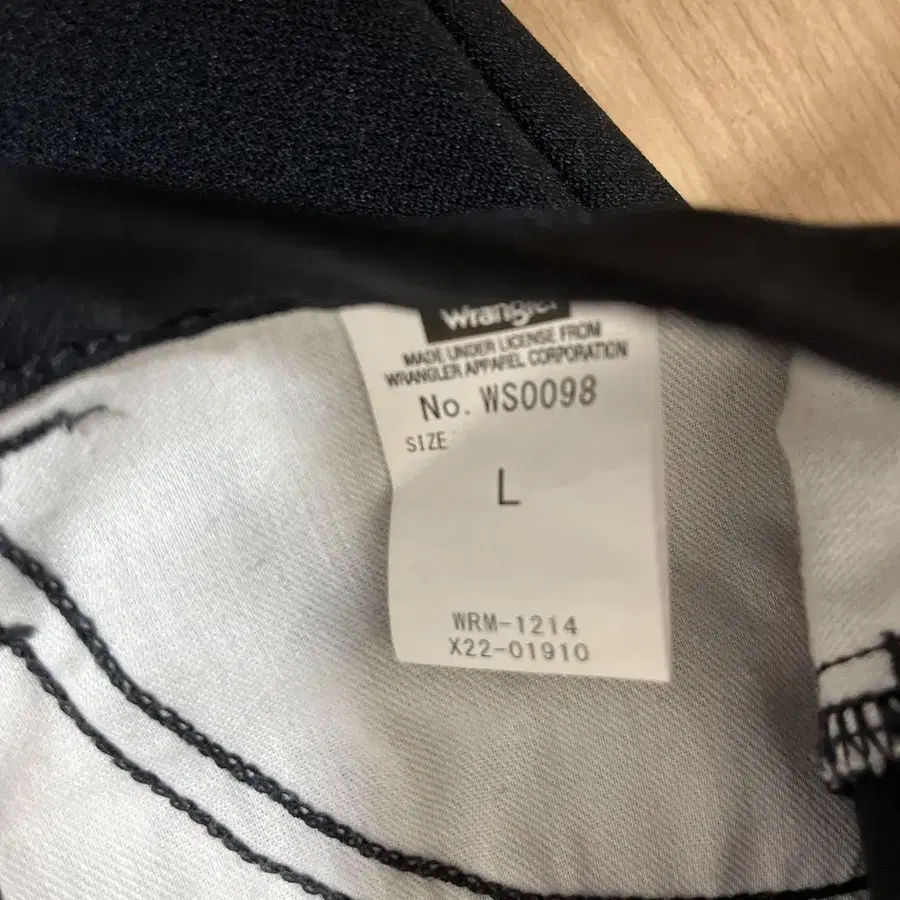 Wrangler
MADE UNDER LICENSE FROM
WRANGLER APPAREL CORPORATION
No. WS0098
SIZE
L
WRM-1214
X22-01910